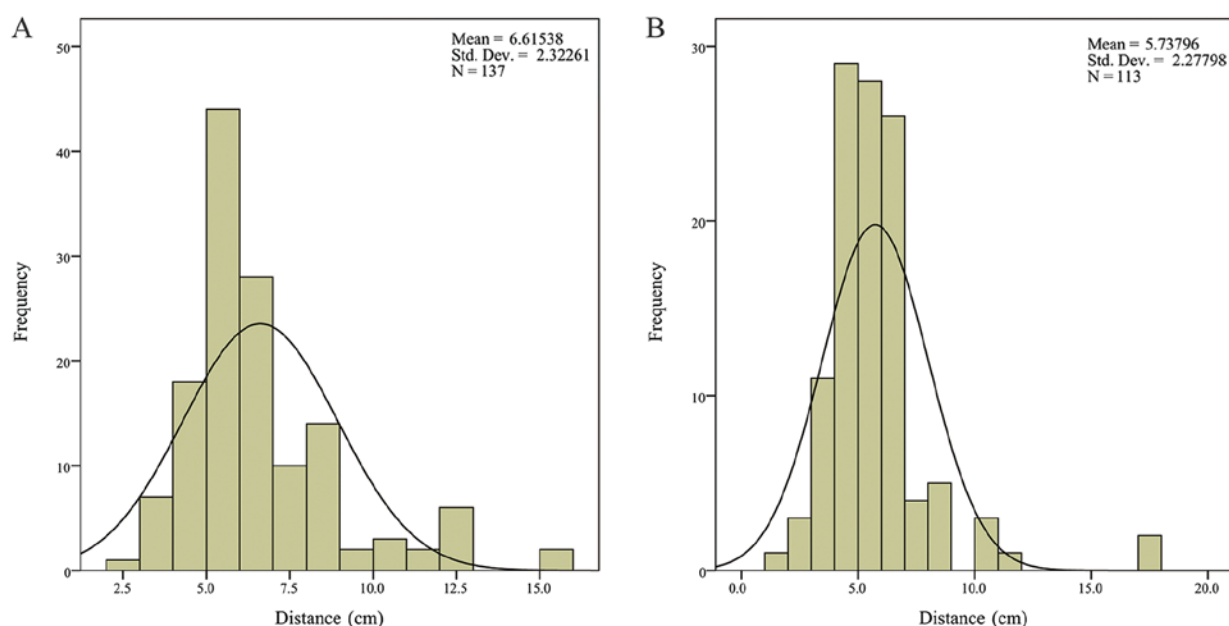 A
Mean = 6.61538
Std. Dev. = 2.32261
N = 137
50
40
30
20
10
0
Frequency
2.5 5.0 7.5 10.0 12.5 15.0
Distance (cm)
B
Mean = 5.73796
Std. Dev. = 2.27798
N = 113
30
20
10
0
Frequency
0.0 5.0 10.0 15.0 20.0
Distance (cm)